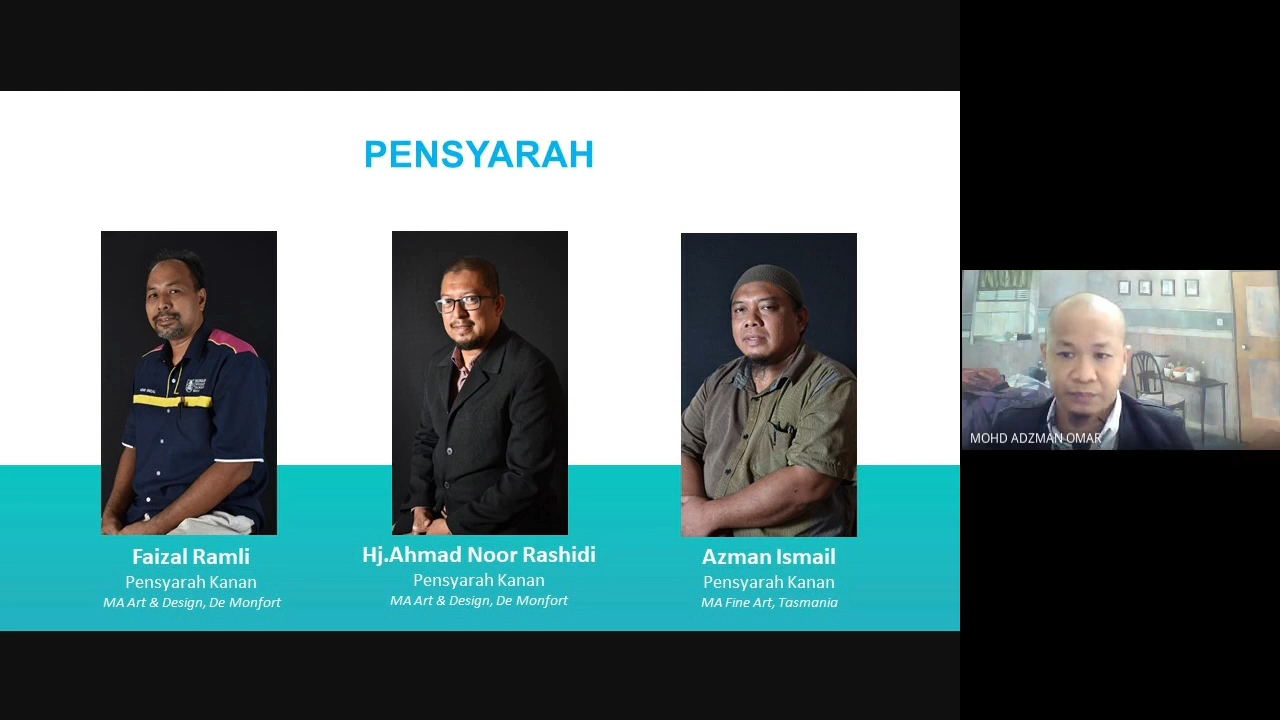 PENSYARAH
Faizal Ramli
Pensyarah Kanan
MA Art & Design, De Monfort
Hj.Ahmad Noor Rashidi
Pensyarah Kanan
MA Art & Design, De Monfort
Azman Ismail
Pensyarah Kanan
MA Fine Art, Tasmania
MOHD ADZMAN OMAR